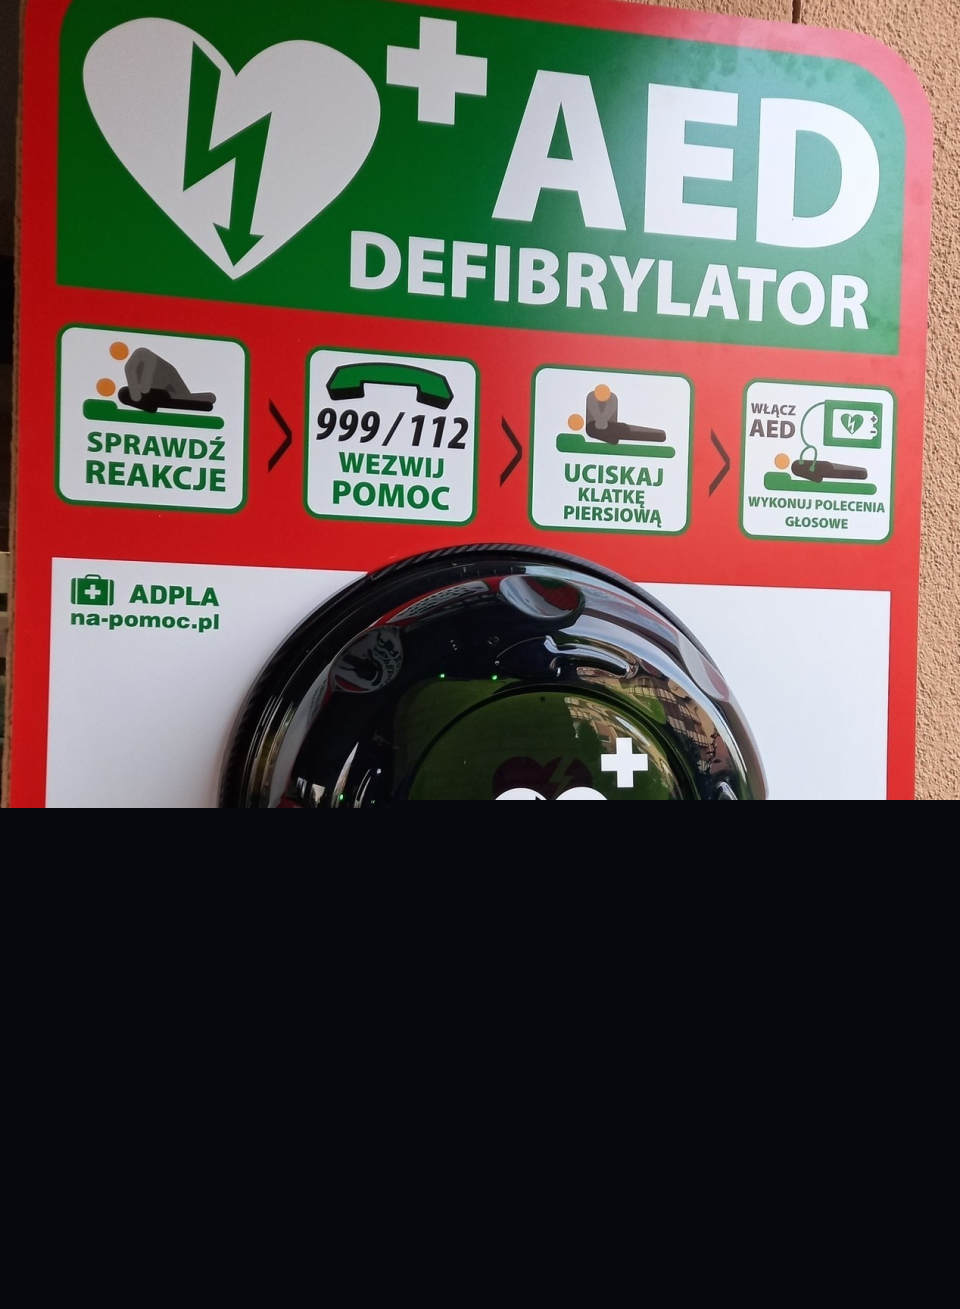 AED
DEFIBRYLATOR
SPRAWDŹ
REAKCJE
999/112
WEZWIJ
POMOC
UCISKAJ
KLATKĘ
PIERSIOWĄ
WŁĄCZ
AED
WYKONUJ POLECENIA
GŁOSOWE
ADPLA
na-pomoc.pl